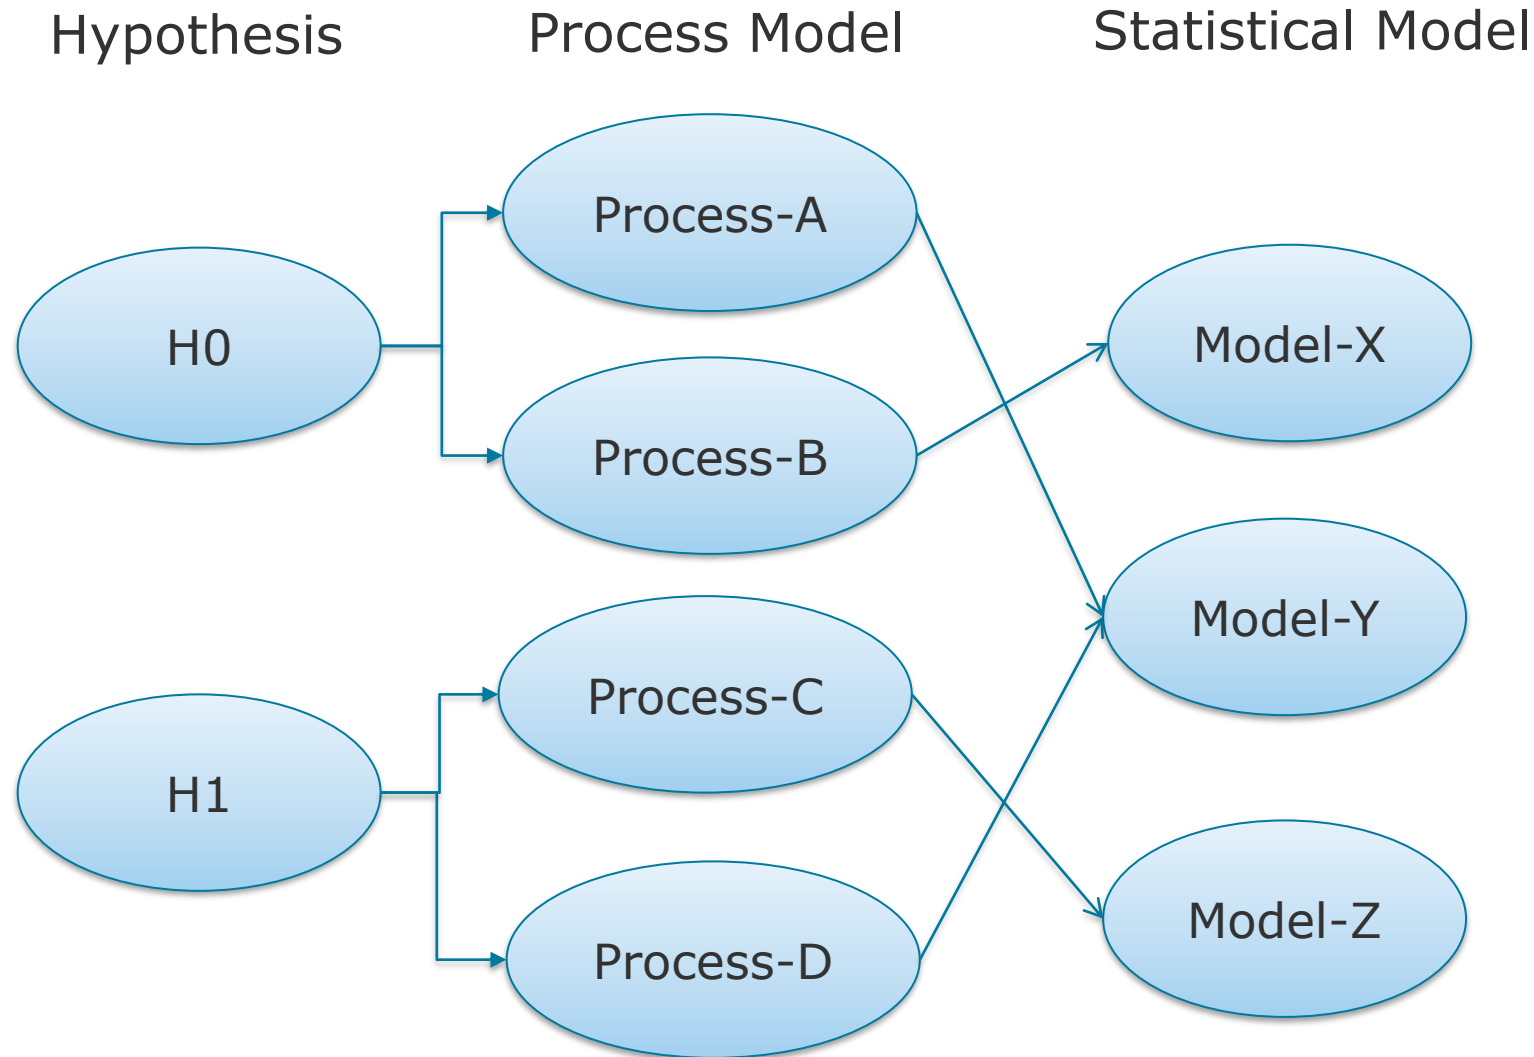 Hypothesis
Process Model
Statistical Model
H0
Process-A
Process-B
Model-X
Model-Y
H1
Process-C
Process-D
Model-Z